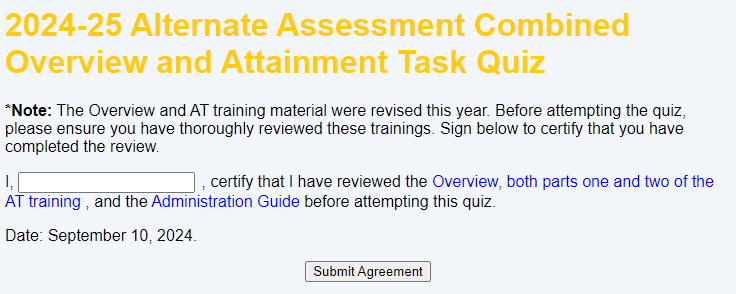 2024-25 Alternate Assessment Combined
Overview and Attainment Task Quiz
*Note: The Overview and AT training material were revised this year. Before attempting the quiz,
please ensure you have thoroughly reviewed these trainings. Sign below to certify that you have
completed the review.
I, , certify that I have reviewed the Overview, both parts one and two of the
AT training , and the Administration Guide before attempting this quiz.
Date: September 10, 2024.
Submit Agreement